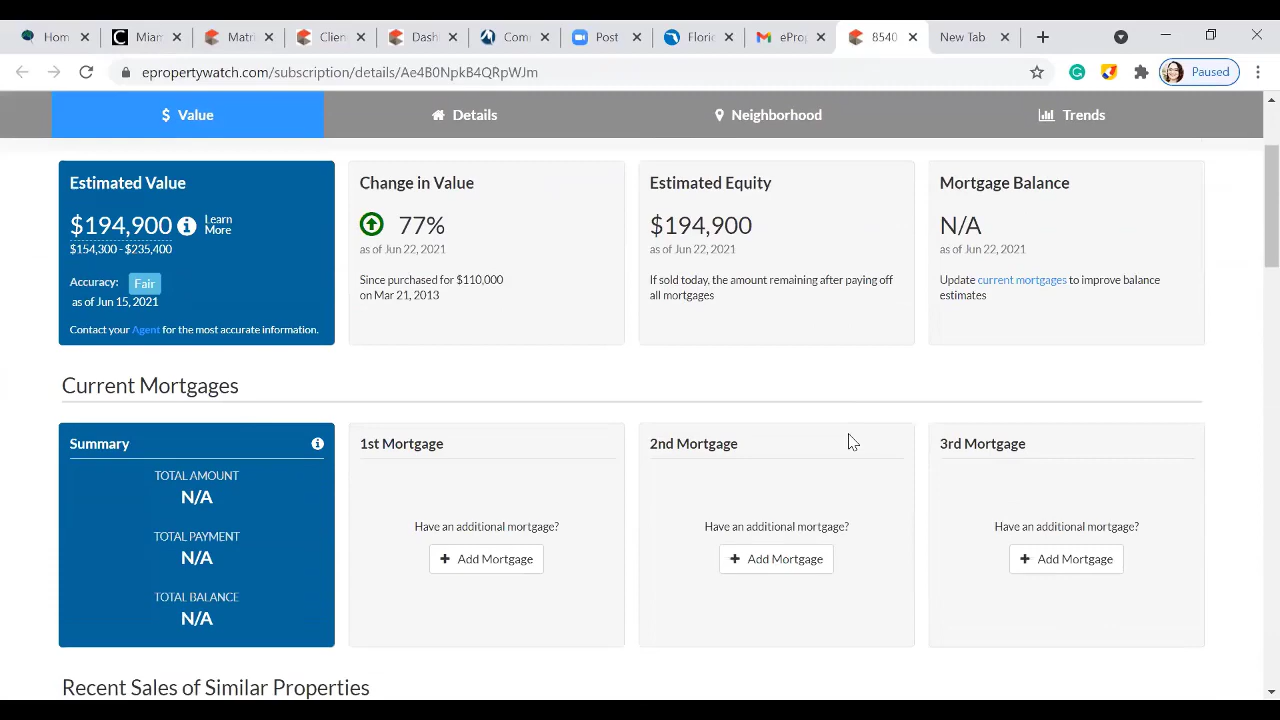 Hom
Miam
Matri
Clien
Dash
Com
Post
Floric
eProp
8540
New Tab
epropertywatch.com/subscription/details/Ae4B0NpkB4QRpWJm
Paused
$ Value
Details
Neighborhood
Trends
Estimated Value
$194,900
Learn
More
$154,300 - $235,400
Accuracy: Fair
as of Jun 15, 2021
Contact your Agent for the most accurate information.
Change in Value
77%
as of Jun 22, 2021
Since purchased for $110,000
on Mar 21, 2013
Estimated Equity
$194,900
as of Jun 22, 2021
If sold today, the amount remaining after paying off
all mortgages
Mortgage Balance
N/A
as of Jun 22, 2021
Update current mortgages to improve balance
estimates
Current Mortgages
Summary
TOTAL AMOUNT
N/A
TOTAL PAYMENT
N/A
TOTAL BALANCE
N/A
1st Mortgage
Have an additional mortgage?
+ Add Mortgage
2nd Mortgage
Have an additional mortgage?
+ Add Mortgage
3rd Mortgage
Have an additional mortgage?
+ Add Mortgage
Recent Sales of Similar Properties